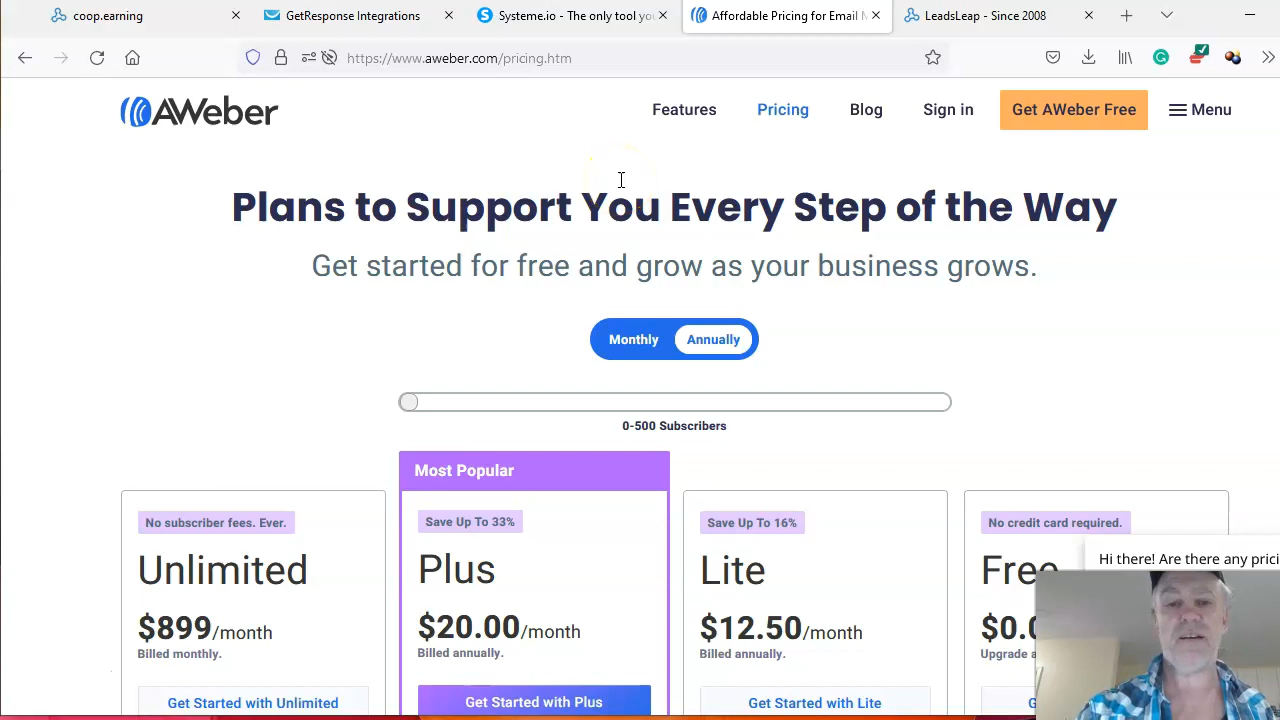 coop.earning
GetResponse Integrations
Systeme.io - The only tool you
Affordable Pricing for Email M
LeadsLeap - Since 2008
https://www.aweber.com/pricing.htm
AWeber
Features
Pricing
Blog
Sign in
Get AWeber Free
Menu
Plans to Support You Every Step of the Way
Get started for free and grow as your business grows.
Monthly
Annually
0-500 Subscribers
No subscriber fees. Ever.
Unlimited
$899/month
Billed monthly.
Get Started with Unlimited
Most Popular
Save Up To 33%
Plus
$20.00/month
Billed annually.
Get Started with Plus
Save Up To 16%
Lite
$12.50/month
Billed annually.
Get Started with Lite
No credit card required.
Free
$0.0
Upgrade a
G
Hi there! Are there any prici